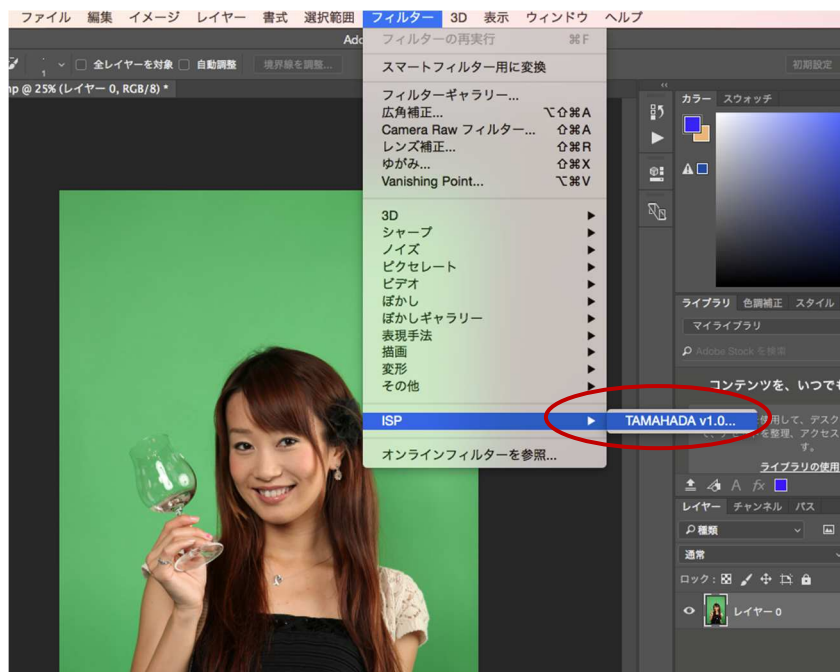 ファイル 編集 イメージ レイヤー 書式 選択範囲 フィルター 3D 表示 ウィンドウ ヘルプ
フィルターの再実行 ⌘F
全レイヤーを対象 自動調整 境界線を調整... 初期設定
1
@ 25% (レイヤー 0, RGB/8) *
スマートフィルター用に変換
フィルターギャラリー...
広角補正... ⌥⇧⌘A
Camera Raw フィルター... ⇧⌘A
レンズ補正... ⇧⌘R
ゆがみ... ⇧⌘X
Vanishing Point... ⌥⌘V
3D
シャープ
ノイズ
ピクセレート
ビデオ
ぼかし
ぼかしギャラリー
表現手法
描画
変形
その他
ISP
TAMAHADA v1.0...
オンラインフィルターを参照...
カラー スウォッチ
ライブラリ 色調補正 スタイル
マイライブラリ
Adobe Stock を検索
コンテンツを、いつでも
使用して、デスク
を整理、アクセス
す。
ライブラリの使用
A fx
レイヤー チャンネル パス
種類
通常
ロック:
レイヤー 0